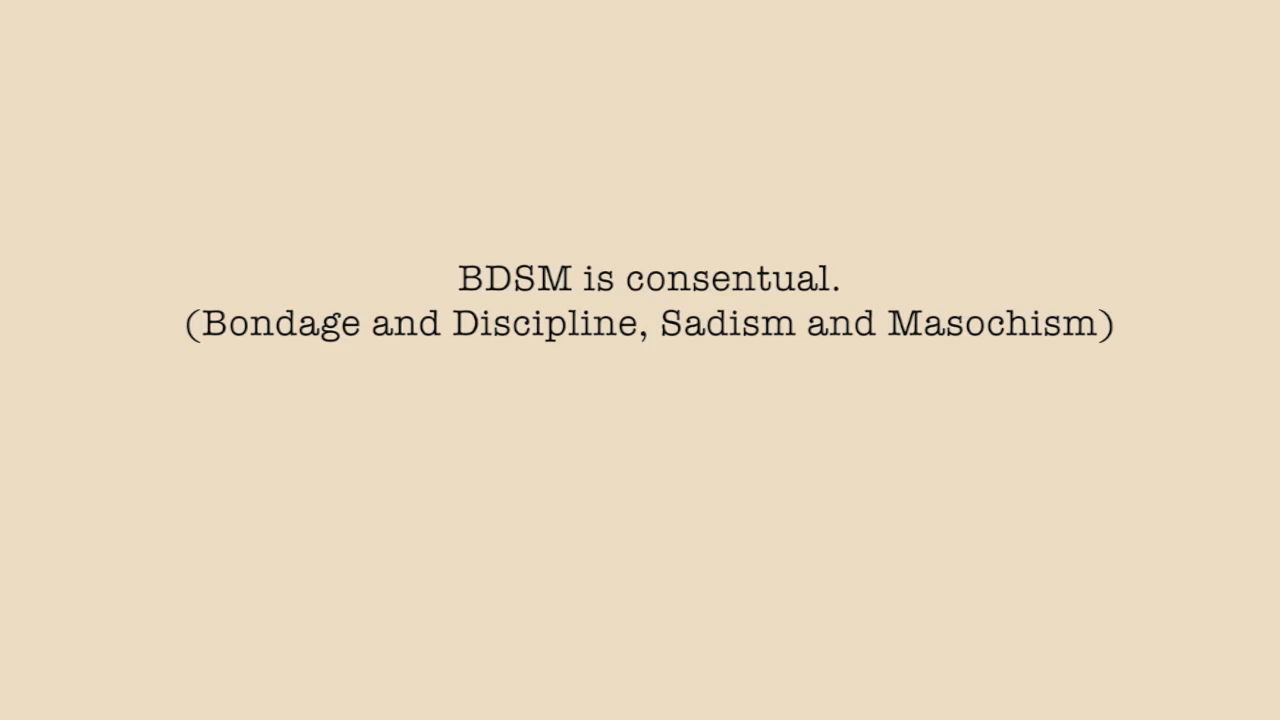 BDSM is consentual.
(Bondage and Discipline, Sadism and Masochism)